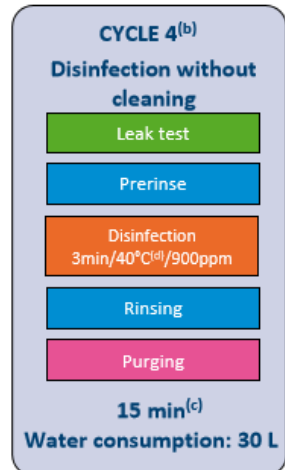 CYCLE 4(b)
Disinfection without
cleaning
Leak test
Prerinse
Disinfection
3min/40°C(d)/900ppm
Rinsing
Purging
15 min(c)
Water consumption: 30 L